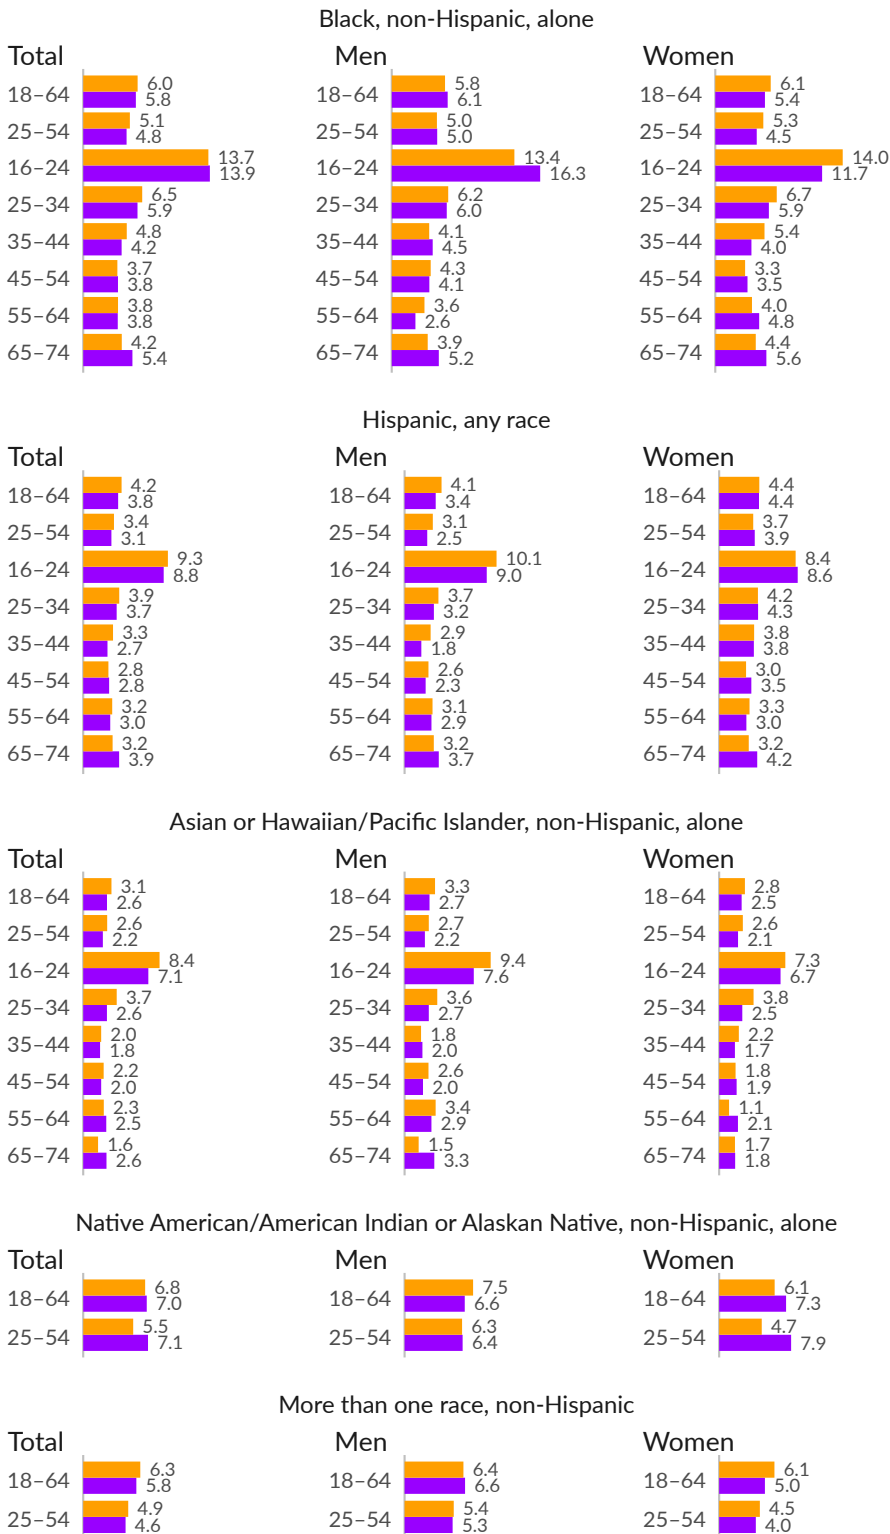 Black, non-Hispanic, alone
Total Men Women
18–64 6.0 5.8 18–64 5.8 6.1 18–64 6.1 5.4
25–54 5.1 4.8 25–54 5.0 5.0 25–54 5.3 4.5
16–24 13.7 13.9 16–24 13.4 16.3 16–24 14.0 11.7
25–34 6.5 5.9 25–34 6.2 6.0 25–34 6.7 5.9
35–44 4.8 4.2 35–44 4.1 4.5 35–44 5.4 4.0
45–54 3.7 3.8 45–54 4.3 4.1 45–54 3.3 3.5
55–64 3.8 3.8 55–64 3.6 2.6 55–64 4.0 4.8
65–74 4.2 5.4 65–74 3.9 5.2 65–74 4.4 5.6
Hispanic, any race
Total Men Women
18–64 4.2 3.8 18–64 4.1 3.4 18–64 4.4 4.4
25–54 3.4 3.1 25–54 3.1 2.5 25–54 3.7 3.9
16–24 9.3 8.8 16–24 10.1 9.0 16–24 8.4 8.6
25–34 3.9 3.7 25–34 3.7 3.2 25–34 4.2 4.3
35–44 3.3 2.7 35–44 2.9 1.8 35–44 3.8 3.8
45–54 2.8 2.8 45–54 2.6 2.3 45–54 3.0 3.5
55–64 3.2 3.0 55–64 3.1 2.9 55–64 3.3 3.0
65–74 3.2 3.9 65–74 3.2 3.7 65–74 3.2 4.2
Asian or Hawaiian/Pacific Islander, non-Hispanic, alone
Total Men Women
18–64 3.1 2.6 18–64 3.3 2.7 18–64 2.8 2.5
25–54 2.6 2.2 25–54 2.7 2.2 25–54 2.6 2.1
16–24 8.4 7.1 16–24 9.4 7.6 16–24 7.3 6.7
25–34 3.7 2.6 25–34 3.6 2.7 25–34 3.8 2.5
35–44 2.0 1.8 35–44 1.8 2.0 35–44 2.2 1.7
45–54 2.2 2.0 45–54 2.6 2.0 45–54 1.8 1.9
55–64 2.3 2.5 55–64 3.4 2.9 55–64 1.1 2.1
65–74 1.6 2.6 65–74 1.5 3.3 65–74 1.7 1.8
Native American/American Indian or Alaskan Native, non-Hispanic, alone
Total Men Women
18–64 6.8 7.0 18–64 7.5 6.6 18–64 6.1 7.3
25–54 5.5 7.1 25–54 6.3 6.4 25–54 4.7 7.9
More than one race, non-Hispanic
Total Men Women
18–64 6.3 5.8 18–64 6.4 6.6 18–64 6.1 5.0
25–54 4.9 4.6 25–54 5.4 5.3 25–54 4.5 4.0